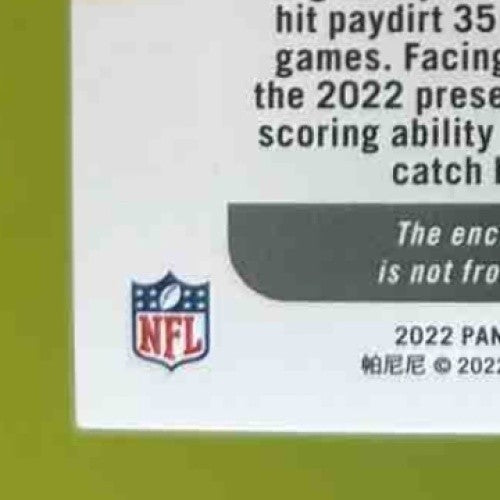 hit paydirt 35
games. Facing
the 2022 prese
scoring ability
catch
The enc
is not fro
NFL
2022 PAN
帕尼尼 © 2022